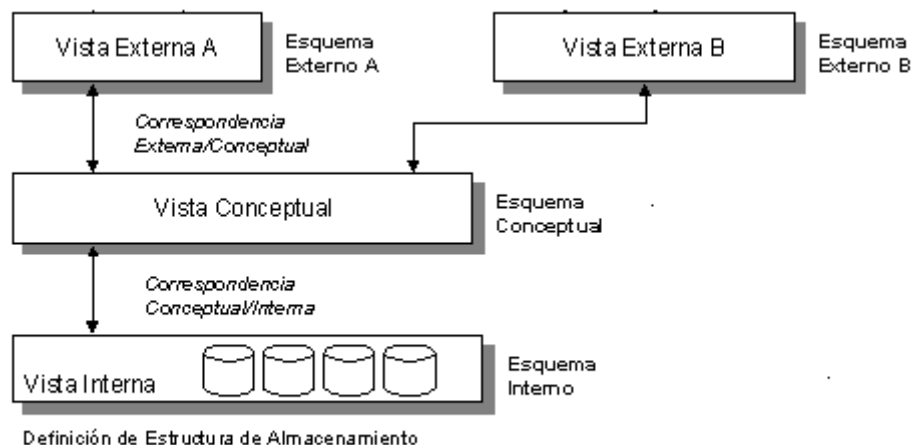 Vista Externa A
Esquema
Externo A
Vista Externa B
Esquema
Externo B
Correspondencia
Externa/Conceptual
Vista Conceptual
Esquema
Conceptual
Correspondencia
Conceptual/Interna
Vista Interna
Esquema
Interno
Definición de Estructura de Almacenamiento